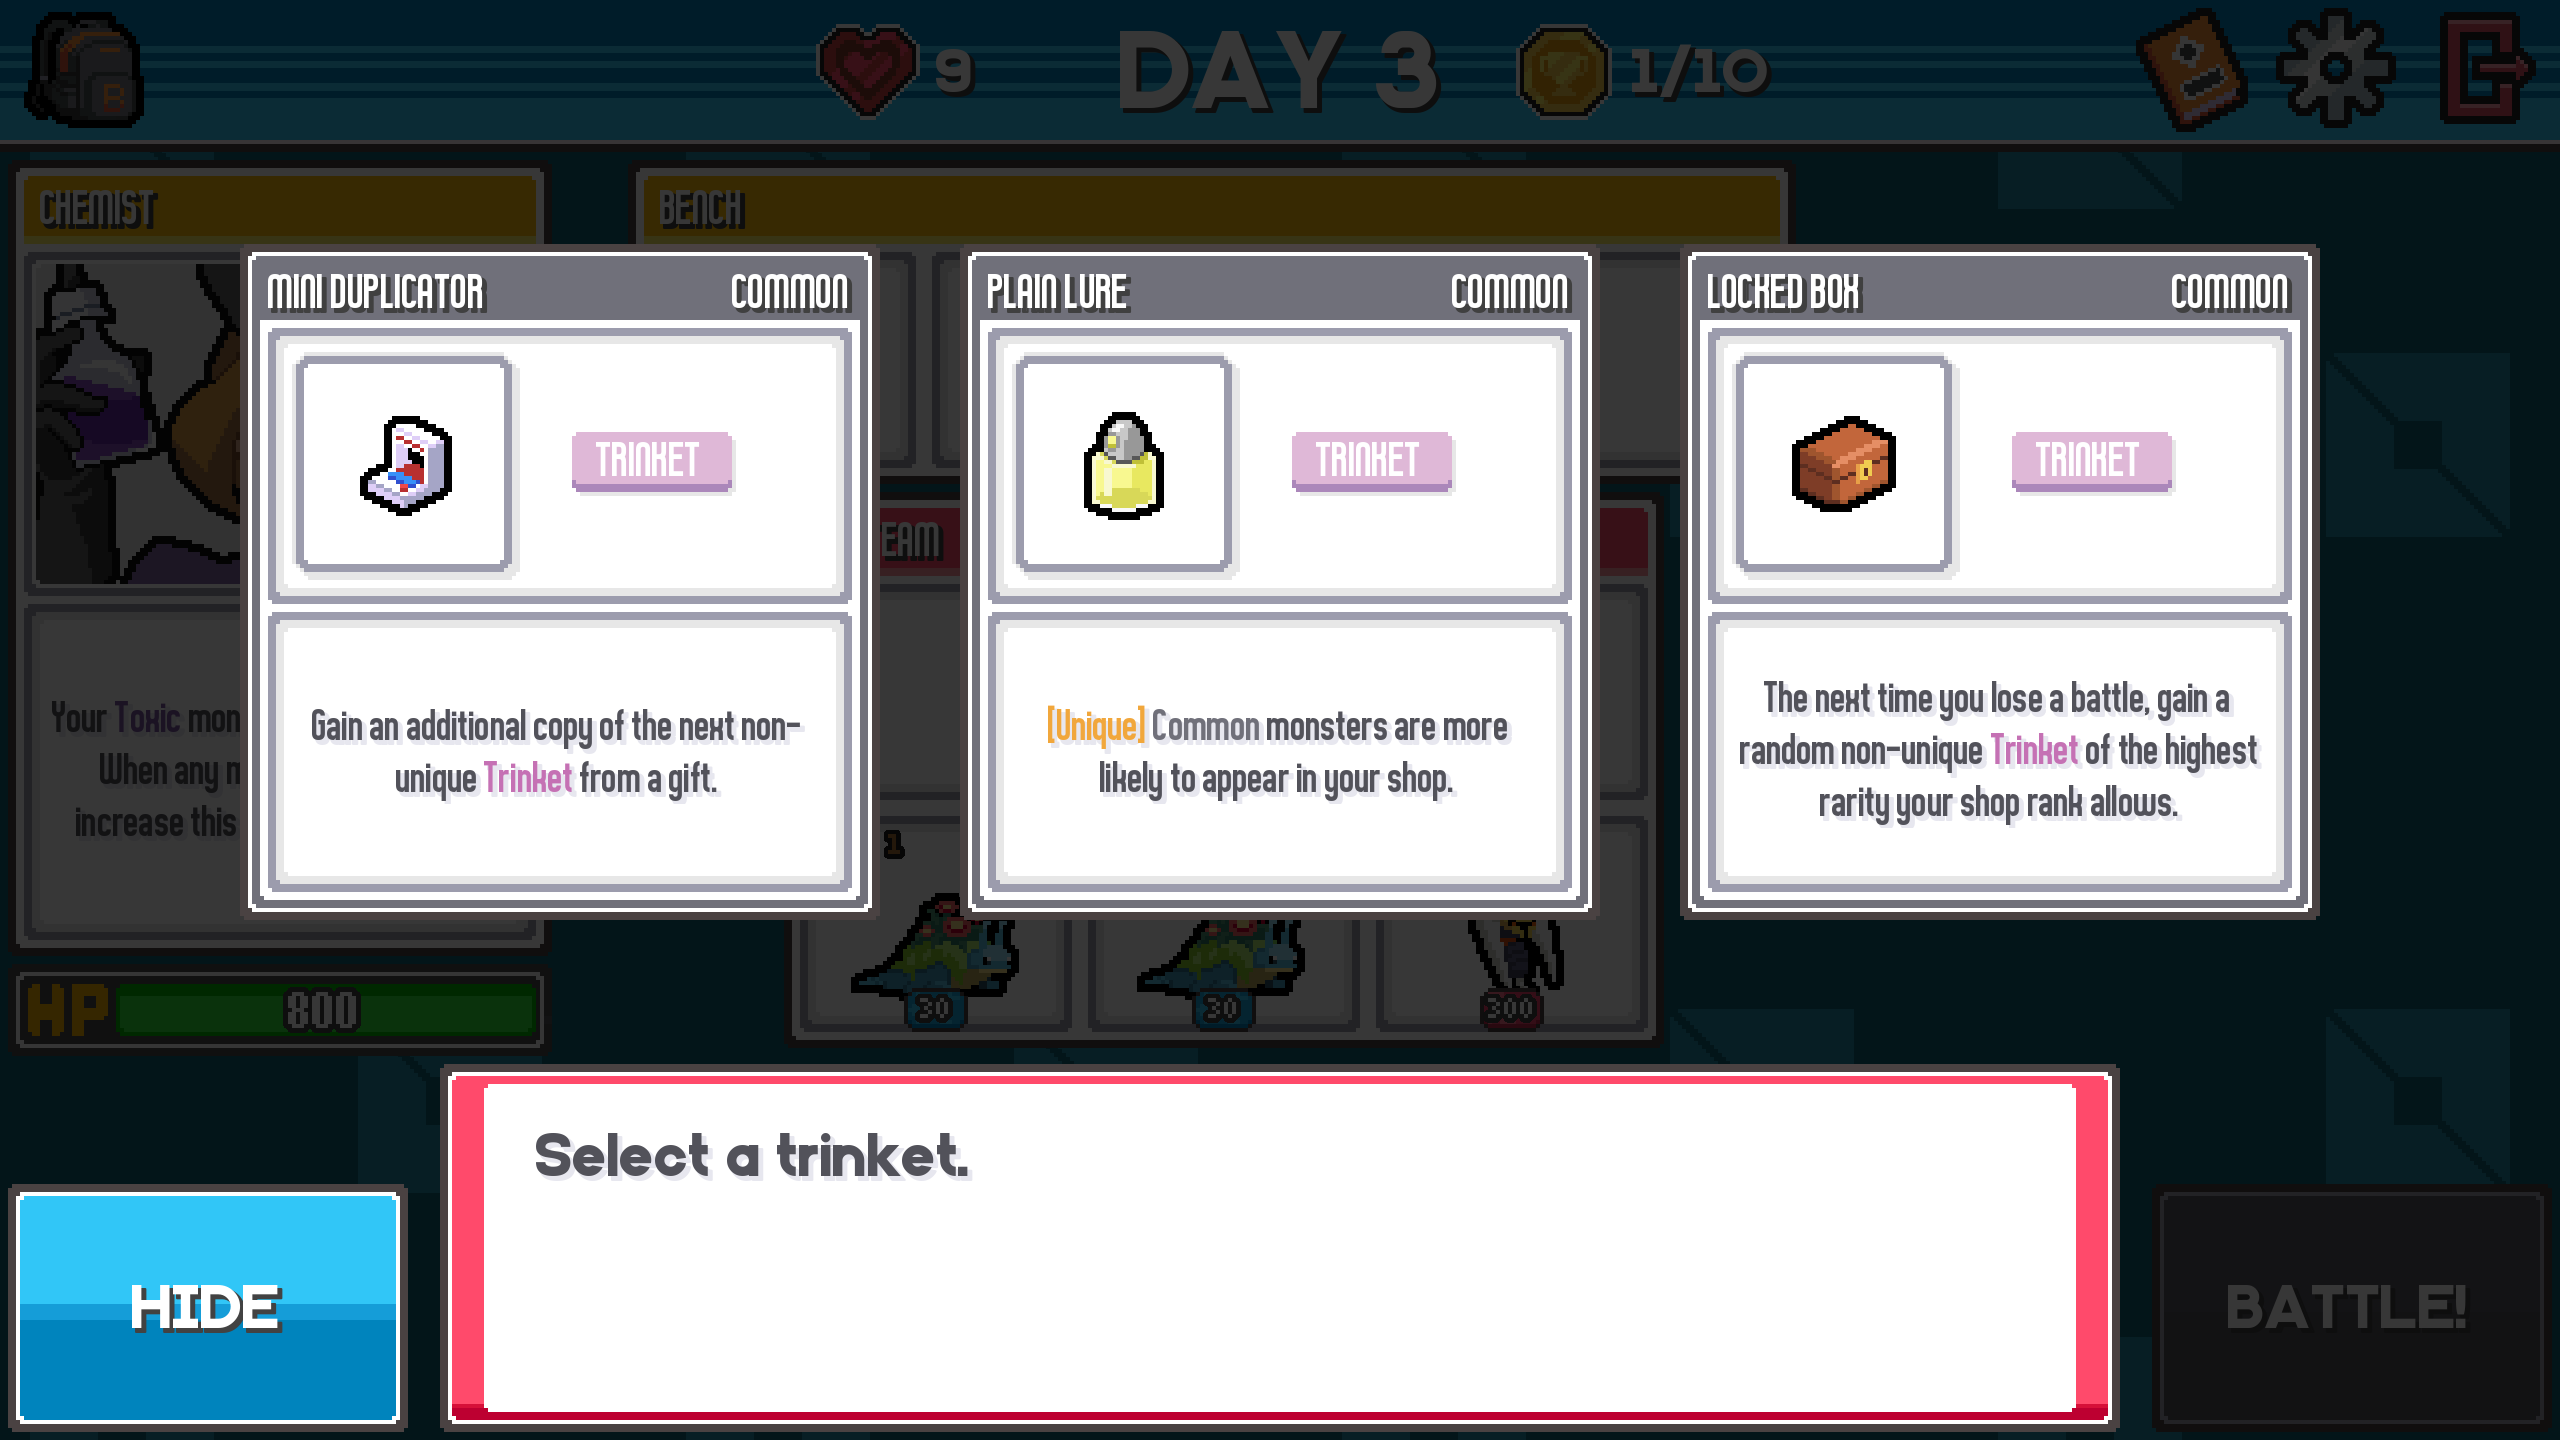 B
9
DAY 3
1/10
CHEMIST
BENCH
MINI DUPLICATOR
COMMON
TRINKET
Gain an additional copy of the next non-
unique Trinket from a gift.
PLAIN LURE
COMMON
TRINKET
[Unique] Common monsters are more
likely to appear in your shop.
LOCKED BOX
COMMON
TRINKET
The next time you lose a battle, gain a
random non-unique Trinket of the highest
rarity your shop rank allows.
Your Toxic
When any
increase this
1
30
30
300
HP
800
Select a trinket.
HIDE
BATTLE!